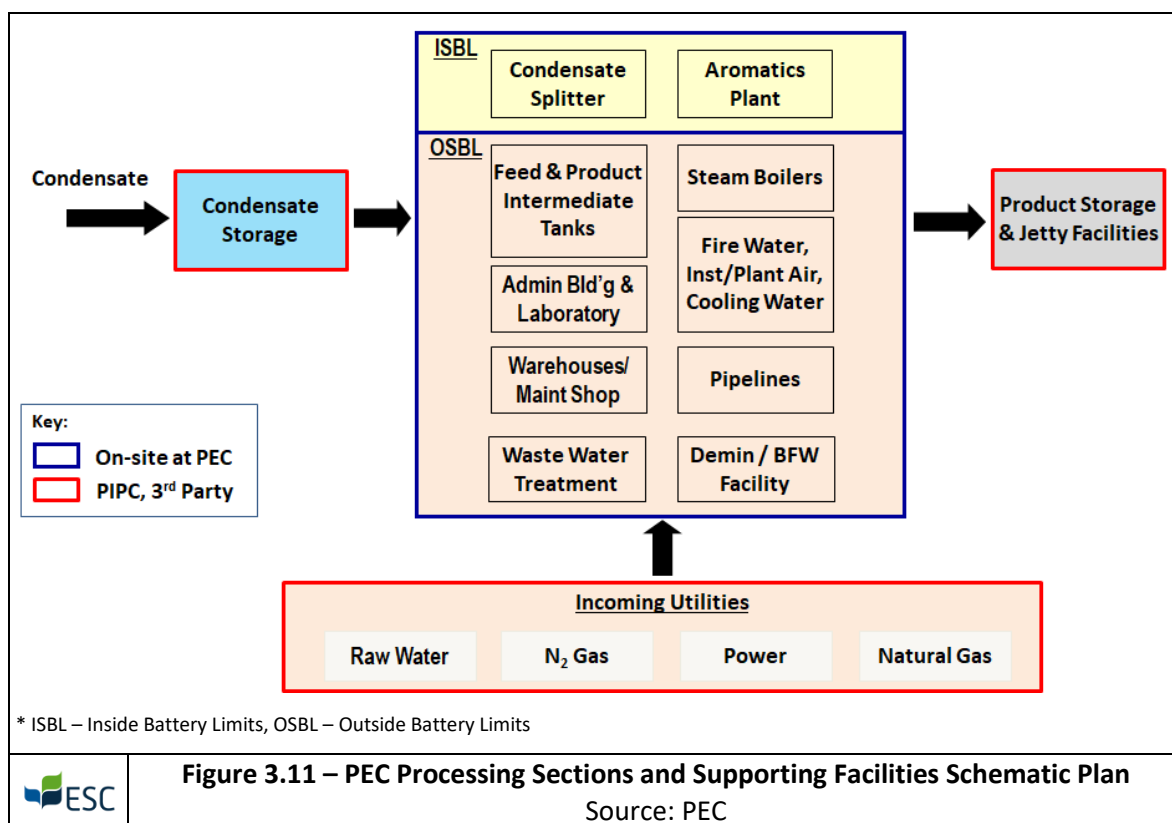 ISBL
Condensate
Splitter
Aromatics
Plant
OSBL
Feed & Product
Intermediate
Tanks
Steam Boilers
Fire Water,
Inst/Plant Air,
Cooling Water
Admin Bld'g &
Laboratory
Warehouses/
Maint Shop
Pipelines
Waste Water
Treatment
Demin / BFW
Facility
Condensate
Condensate
Storage
Product Storage
& Jetty Facilities
Key:
On-site at PEC
PIPC, 3rd Party
Incoming Utilities
Raw Water
N2 Gas
Power
Natural Gas
* ISBL – Inside Battery Limits, OSBL – Outside Battery Limits
ESC
Figure 3.11 – PEC Processing Sections and Supporting Facilities Schematic Plan
Source: PEC